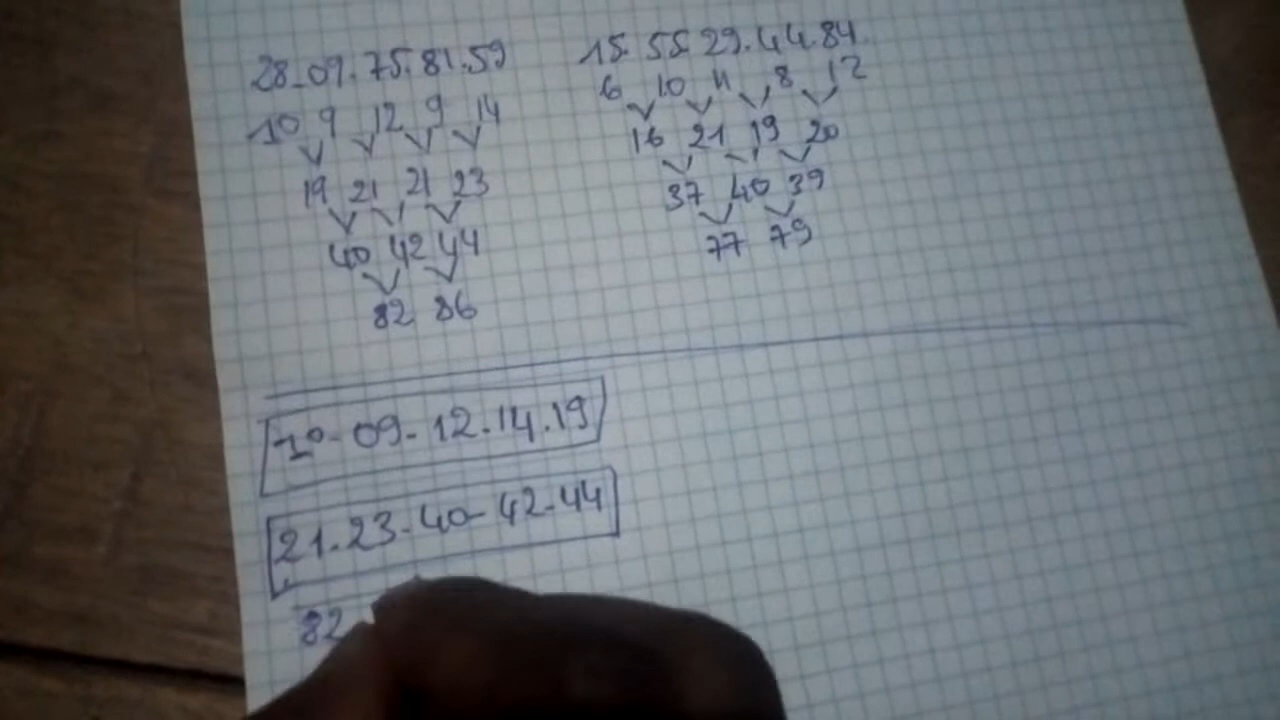 28-09.75.81.59
10 9 12 9 14
19 21 21 23
40 42 44
82 86
15.55.29.44.84.
6 10 11 8 12
16 21 19 20
37 40 39
77 79
10-09-12.14.19
21.23-40-42-44
82